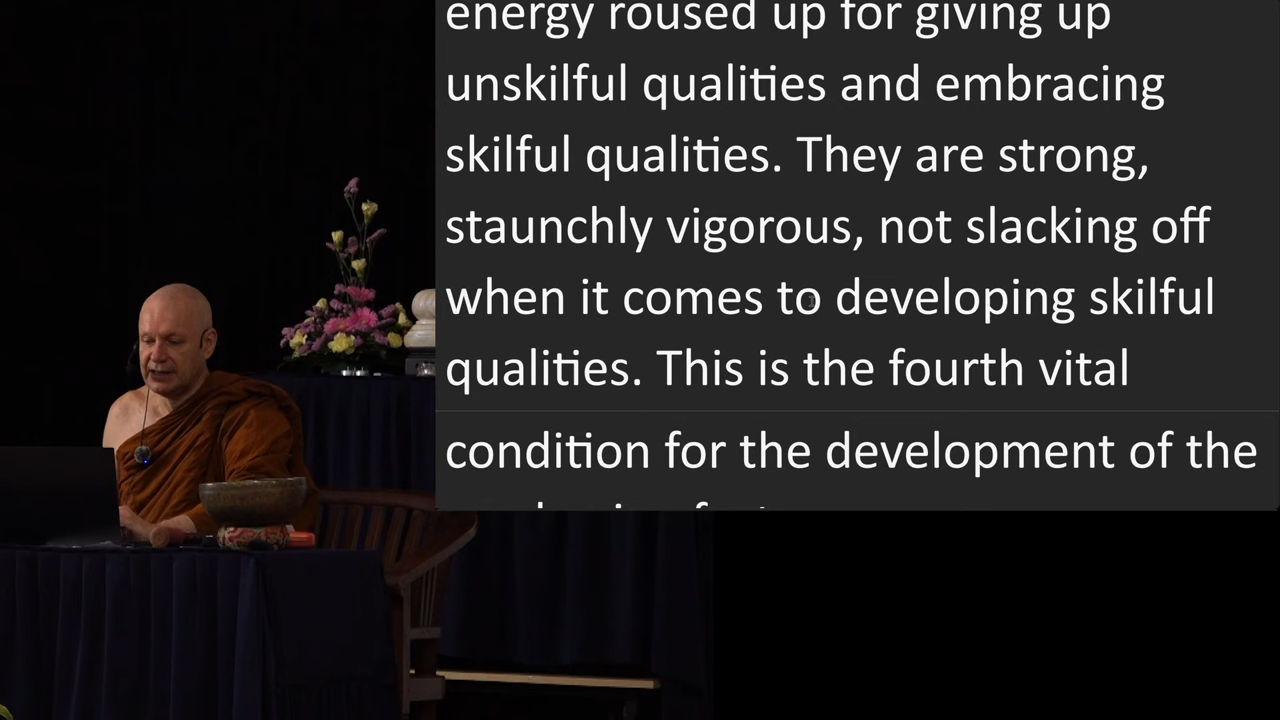 energy roused up for giving up
unskilful qualities and embracing
skilful qualities. They are strong,
staunchly vigorous, not slacking off
when it comes to developing skilful
qualities. This is the fourth vital
condition for the development of the